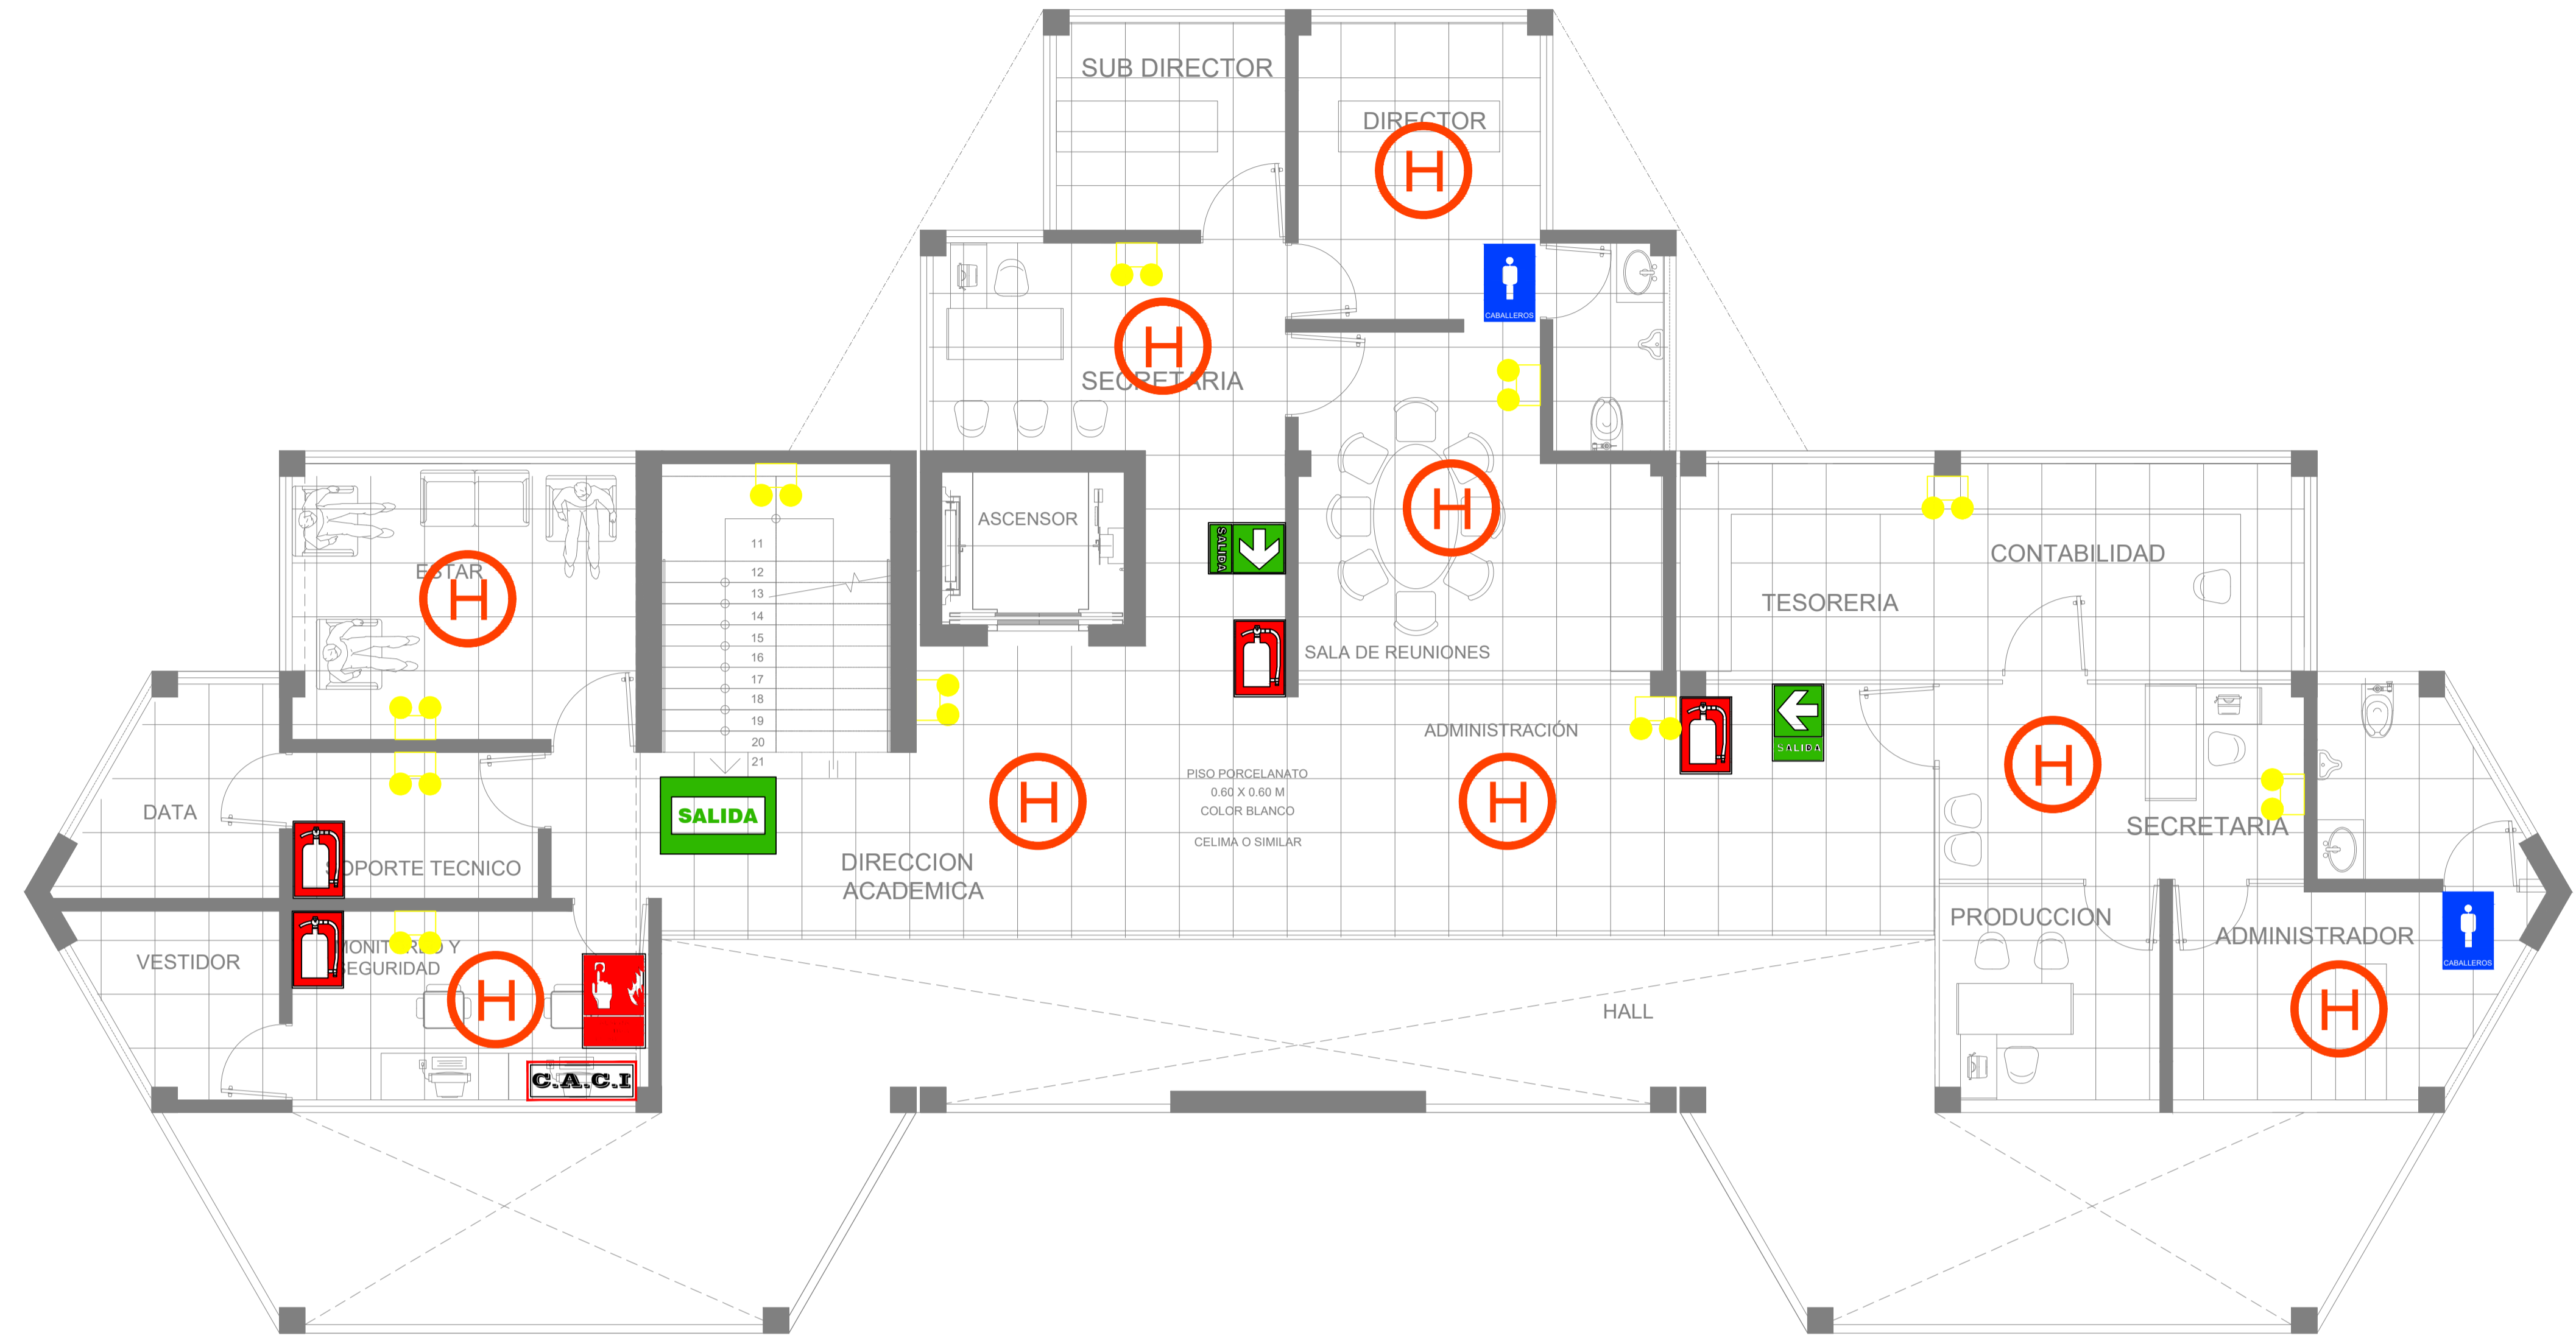 SUB DIRECTOR
DIRECTOR
H
CABALLEROS
H
SECRETARIA
ASCENSOR
H
SALIDA
CONTABILIDAD
TESORERIA
ESTAR
H
11
12
13
14
15
16
17
18
19
20
21
SALA DE REUNIONES
ADMINISTRACIÓN
SALIDA
H
PISO PORCELANATO
0.60 X 0.60 M
COLOR BLANCO
CELIMA O SIMILAR
H
H
SALIDA
DATA
SECRETARIA
SOPORTE TECNICO
DIRECCION
ACADEMICA
PRODUCCION
ADMINISTRADOR
CABALLEROS
VESTIDOR
MONITOREO Y
SEGURIDAD
H
HALL
H
C.A.C.I